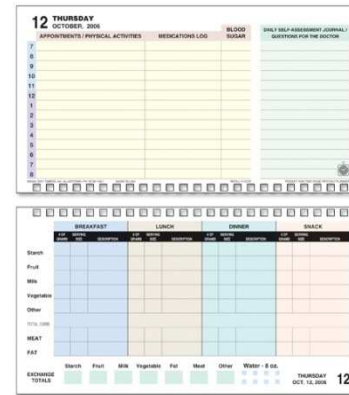 12 THURSDAY
OCTOBER, 2006
APPOINTMENTS / PHYSICAL ACTIVITIES MEDICATIONS LOG BLOOD SUGAR
DAILY SELF-ASSESSMENT JOURNAL / QUESTIONS FOR THE DOCTOR
7
8
9
10
11
12
1
2
3
4
5
6
7
8
BREAKFAST LUNCH DINNER SNACK
Starch
Fruit
Milk
Vegetable
Other
MEAT
FAT
Starch Fruit Milk Vegetable Fat Meat Other Water - 8 oz.
EXCHANGE TOTALS
THURSDAY
OCT, 12, 2006 12